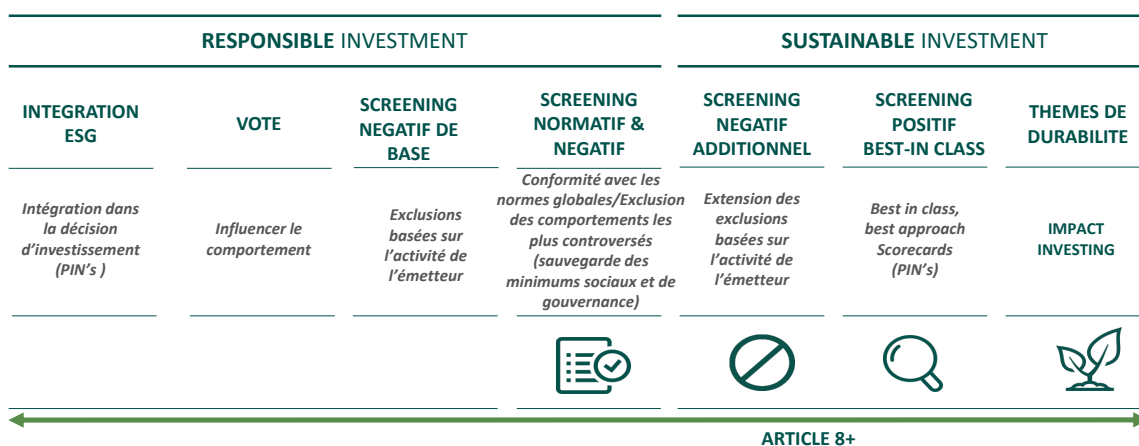 RESPONSIBLE INVESTMENT
SUSTAINABLE INVESTMENT
INTEGRATION
ESG
VOTE
SCREENING
NEGATIF DE
BASE
SCREENING
NORMATIF &
NEGATIF
SCREENING
NEGATIF
ADDITIONNEL
SCREENING
POSITIF
BEST-IN CLASS
THEMES DE
DURABILITE
Intégration dans
la décision
d'investissement
(PIN's )
Influencer le
comportement
Exclusions
basées sur
l'activité de
l'émetteur
Conformité avec les
normes globales/Exclusion
des comportements les
plus controversés
(sauvegarde des
minimums sociaux et de
gouvernance)
Extension des
exclusions
basées sur
l'activité de
l'émetteur
Best in class,
best approach
Scorecards
(PIN's)
IMPACT
INVESTING
ARTICLE 8+